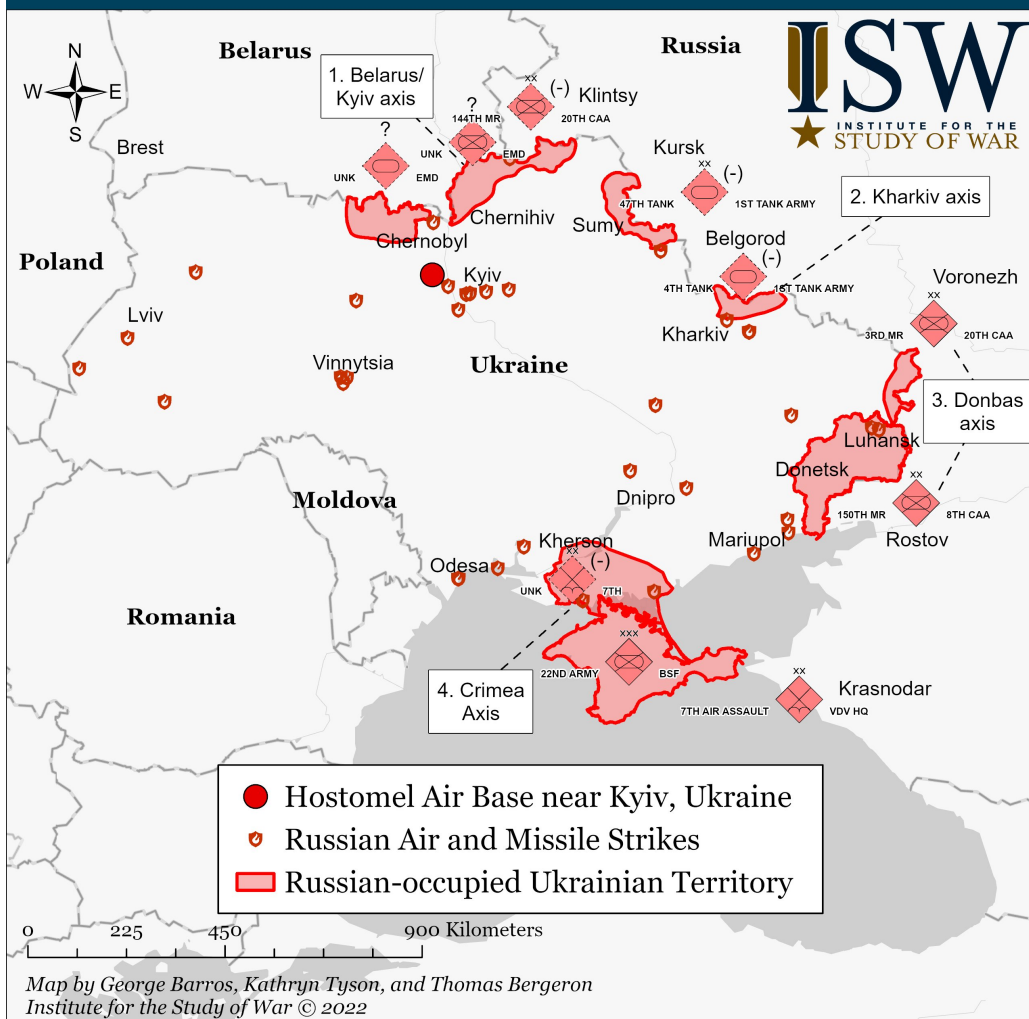 ISW
INSTITUTE FOR THE
STUDY OF WAR
N
W E
S
Belarus
Russia
1. Belarus/
Kyiv axis
?
UNK EMD
?
144TH MR
UNK EMD
xx
(-)
Klintsy
20TH CAA
Brest
Kursk
xx
(-)
47TH TANK 1ST TANK ARMY
2. Kharkiv axis
Chernihiv
Chernobyl
Sumy
Belgorod
(-)
4TH TANK 1ST TANK ARMY
Poland
Kyiv
Voronezh
xx
3RD MR 20TH CAA
Lviv
Kharkiv
Vinnytsia
Ukraine
3. Donbas
axis
Luhansk
Donetsk
xx
150TH MR 8TH CAA
Rostov
Moldova
Dnipro
Mariupol
Kherson
xx
(-)
UNK 7TH
Odesa
Romania
xxx
22ND ARMY BSF
4. Crimea
Axis
xx
Krasnodar
7TH AIR ASSAULT VDV HQ
Hostomel Air Base near Kyiv, Ukraine
Russian Air and Missile Strikes
Russian-occupied Ukrainian Territory
0 225 450 900 Kilometers
Map by George Barros, Kathryn Tyson, and Thomas Bergeron
Institute for the Study of War © 2022